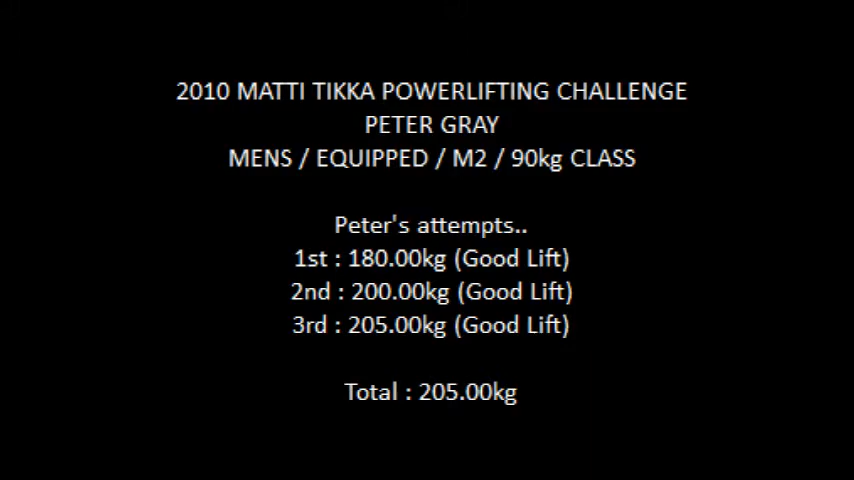 2010 MATTI TIKKA POWERLIFTING CHALLENGE
PETER GRAY
MENS / EQUIPPED / M2 / 90kg CLASS
Peter's attempts..
1st : 180.00kg (Good Lift)
2nd : 200.00kg (Good Lift)
3rd : 205.00kg (Good Lift)
Total : 205.00kg